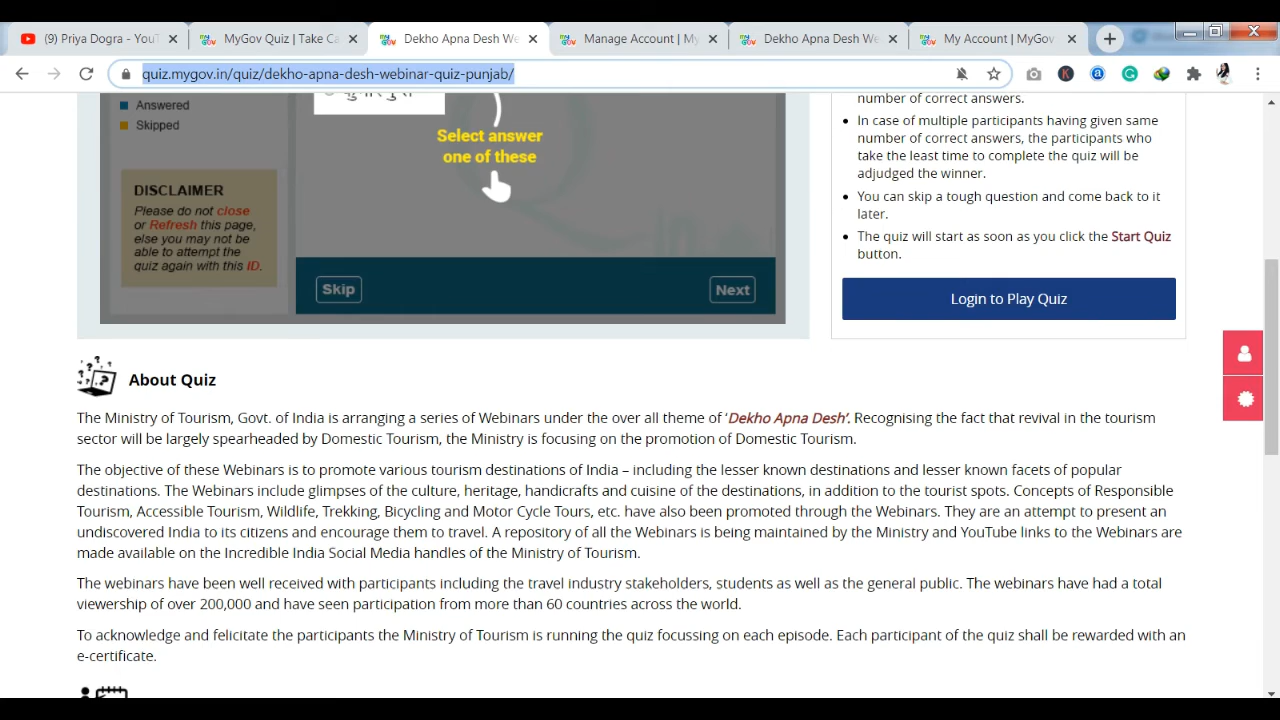 (9) Priya Dogra - YouT
MyGov Quiz | Take Ca
Dekho Apna Desh We
Manage Account | My
Dekho Apna Desh We
My Account | MyGov
quiz.mygov.in/quiz/dekho-apna-desh-webinar-quiz-punjab/
Answered
Skipped
Select answer
one of these
DISCLAIMER
Please do not close
or Refresh this page,
else you may not be
able to attempt the
quiz again with this ID.
Skip
Next
number of correct answers.
In case of multiple participants having given same
number of correct answers, the participants who
take the least time to complete the quiz will be
adjudged the winner.
You can skip a tough question and come back to it
later.
The quiz will start as soon as you click the Start Quiz
button.
Login to Play Quiz
About Quiz
The Ministry of Tourism, Govt. of India is arranging a series of Webinars under the over all theme of ‘Dekho Apna Desh’. Recognising the fact that revival in the tourism
sector will be largely spearheaded by Domestic Tourism, the Ministry is focusing on the promotion of Domestic Tourism.
The objective of these Webinars is to promote various tourism destinations of India – including the lesser known destinations and lesser known facets of popular
destinations. The Webinars include glimpses of the culture, heritage, handicrafts and cuisine of the destinations, in addition to the tourist spots. Concepts of Responsible
Tourism, Accessible Tourism, Wildlife, Trekking, Bicycling and Motor Cycle Tours, etc. have also been promoted through the Webinars. They are an attempt to present an
undiscovered India to its citizens and encourage them to travel. A repository of all the Webinars is being maintained by the Ministry and YouTube links to the Webinars are
made available on the Incredible India Social Media handles of the Ministry of Tourism.
The webinars have been well received with participants including the travel industry stakeholders, students as well as the general public. The webinars have had a total
viewership of over 200,000 and have seen participation from more than 60 countries across the world.
To acknowledge and felicitate the participants the Ministry of Tourism is running the quiz focussing on each episode. Each participant of the quiz shall be rewarded with an
e-certificate.